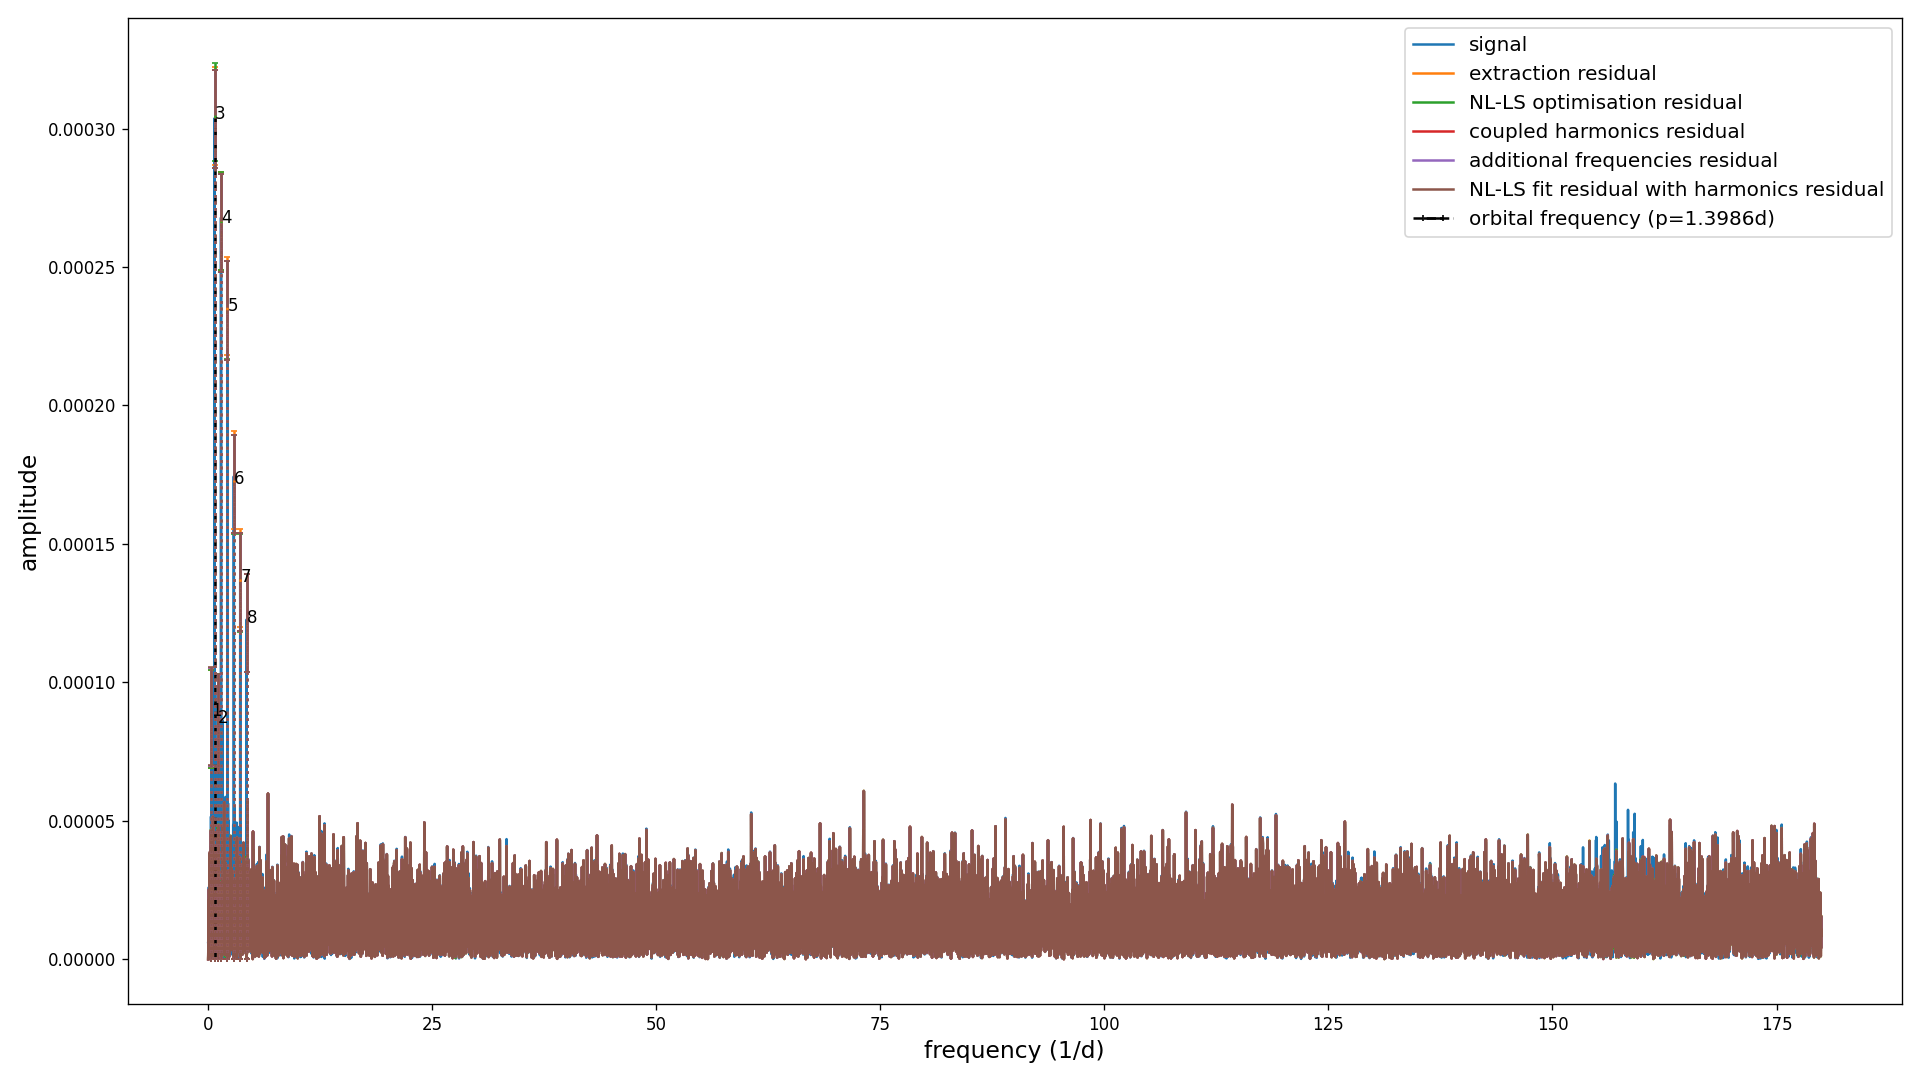 signal
extraction residual
NL-LS optimisation residual
coupled harmonics residual
additional frequencies residual
NL-LS fit residual with harmonics residual
orbital frequency (p=1.3986d)
amplitude
0.00030
0.00025
0.00020
0.00015
0.00010
0.00005
0.00000
3
4
5
6
7
8
1
2
0
25
50
75
100
125
150
175
frequency (1/d)